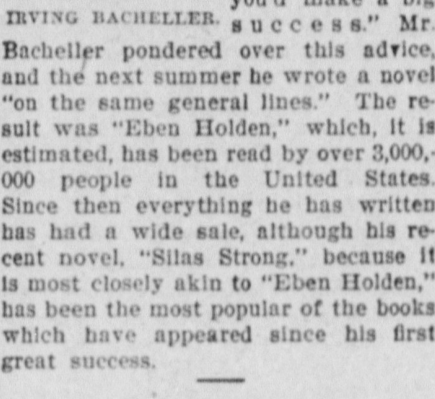 you'd make a big
IRVING BACHELLER. success." Mr.
Bacheller pondered over this advice,
and the next summer he wrote a novel
"on the same general lines." The re-
sult was "Eben Holden," which, it is
estimated, has been read by over 3,000,-
000 people in the United States.
Since then everything he has written
has had a wide sale, although his re-
cent novel, "Silas Strong," because it
is most closely akin to "Eben Holden,"
has been the most popular of the books
which have appeared since his first
great success.